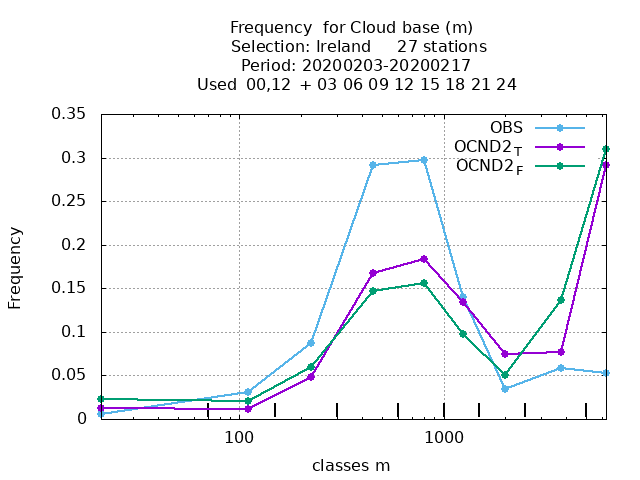 Frequency  for Cloud base (m)
Selection: Ireland     27 stations
Period: 20200203-20200217
Used  00,12  + 03 06 09 12 15 18 21 24
OBS
OCND2T
OCND2F
0.35
0.3
0.25
0.2
0.15
0.1
0.05
0
Frequency
100 1000
classes m